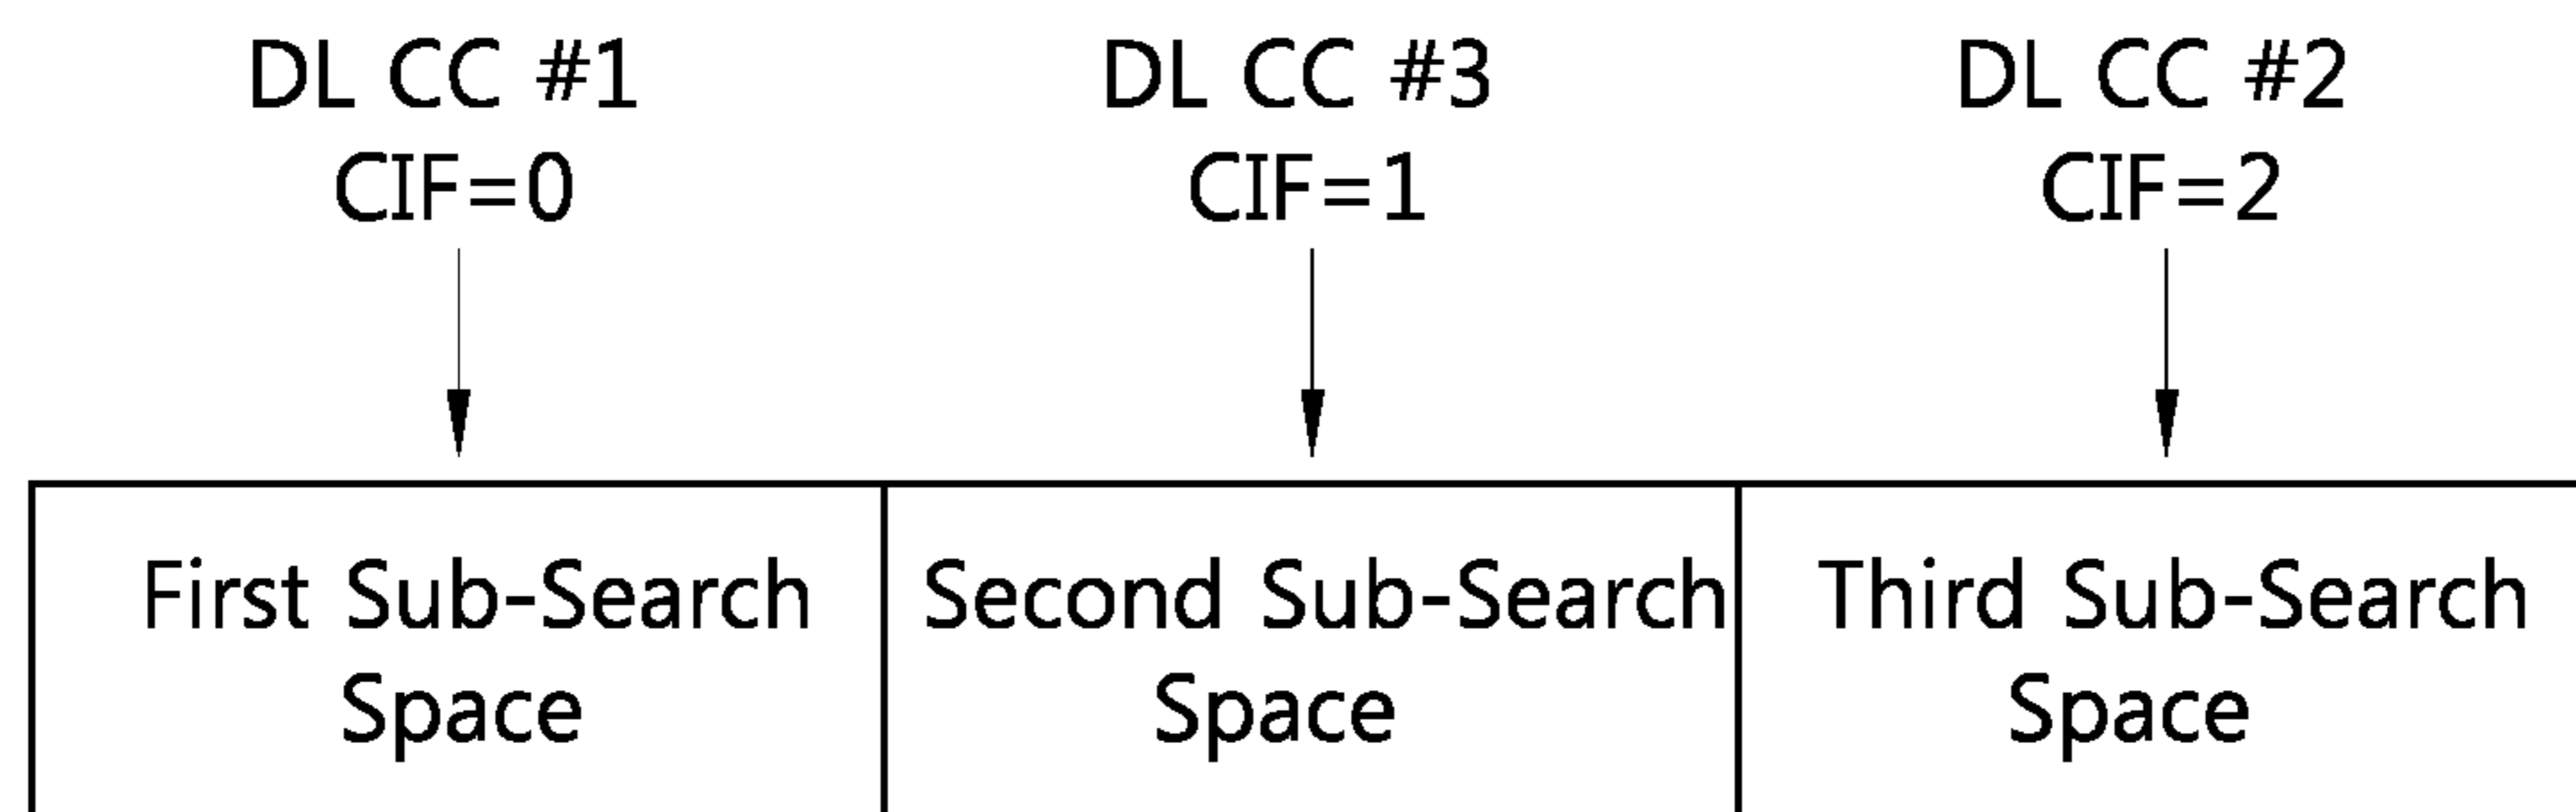 DL CC #1
CIF=0
DL CC #3
CIF=1
DL CC #2
CIF=2
First Sub-Search
Space
Second Sub-Search
Space
Third Sub-Search
Space